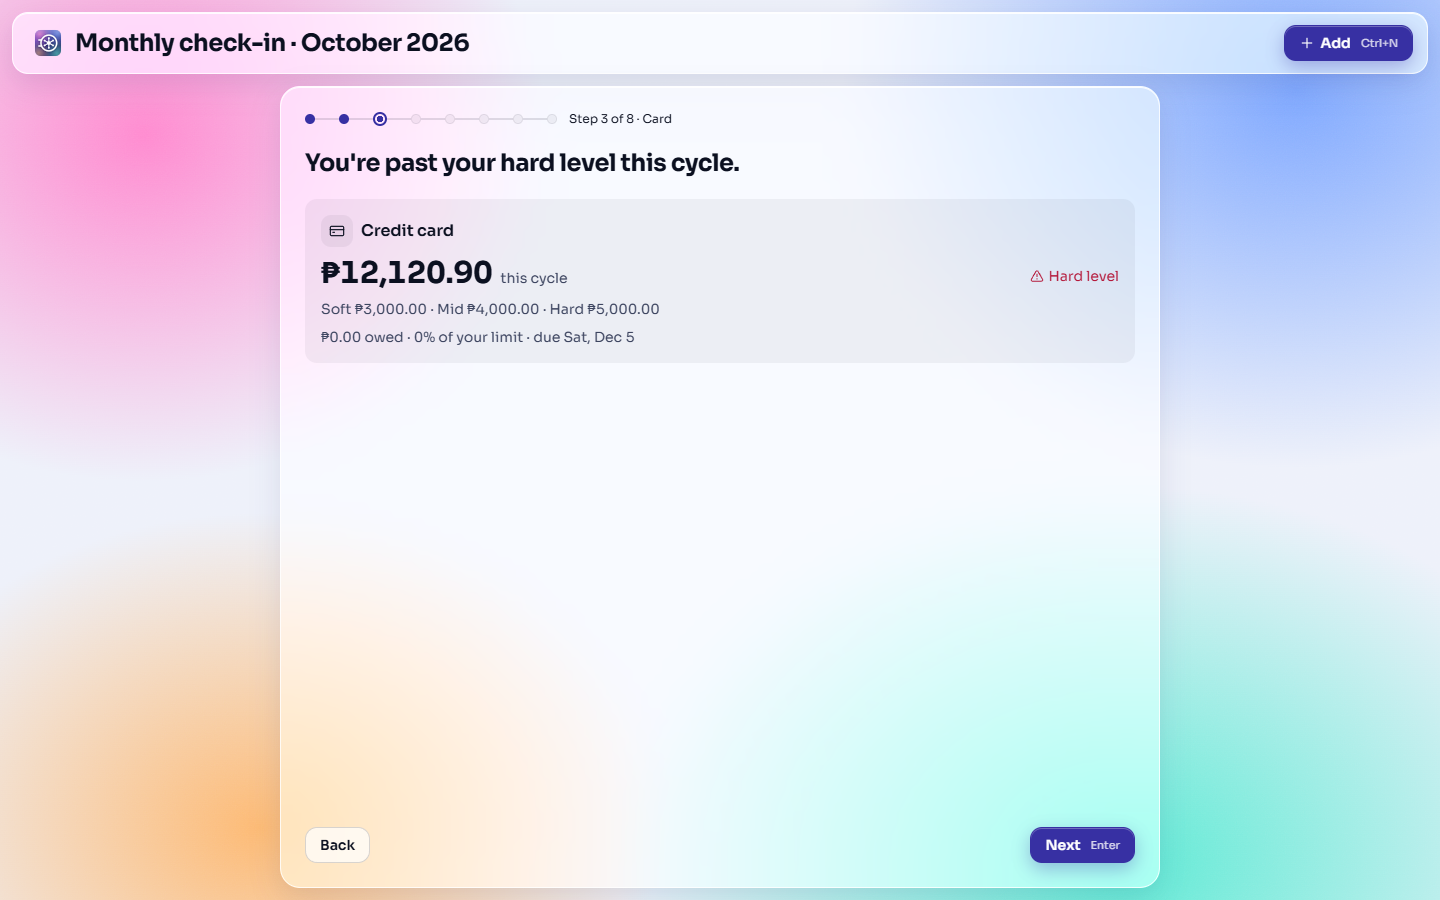 Monthly check-in · October 2026
Add Ctrl+N
Step 3 of 8 · Card
You're past your hard level this cycle.
Credit card
₱12,120.90 this cycle
Hard level
Soft ₱3,000.00 · Mid ₱4,000.00 · Hard ₱5,000.00
₱0.00 owed · 0% of your limit · due Sat, Dec 5
Back
Next Enter